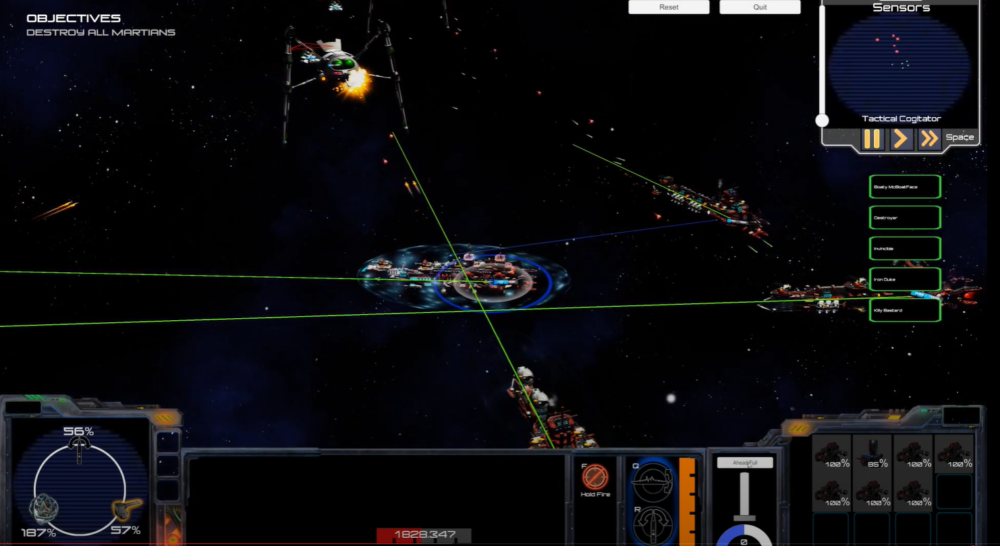 OBJECTIVES
DESTROY ALL MARTIANS
Reset
Quit
Sensors
Tactical Cogitator
Space
Boaty McBoatFace
Destroyer
Invincible
Iron Duke
Killy Bastard
56%
187%
57%
1828.347
F
Hold Fire
Q
R
Ahead Full
0
100%
85%
100%
100%
100%
100%
100%